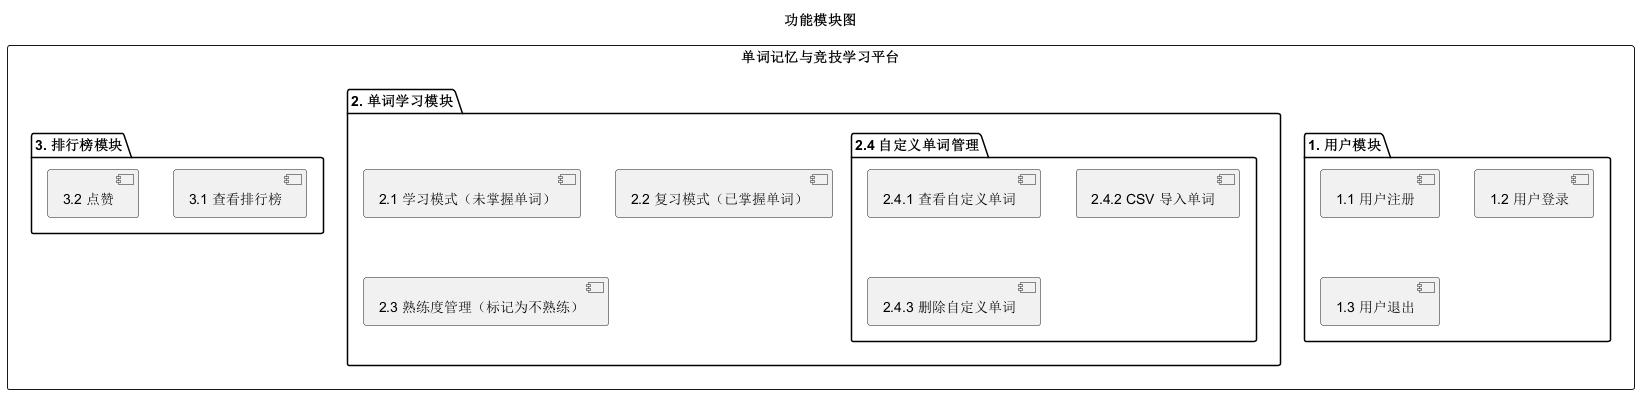 功能模块图
单词记忆与竞技学习平台
3. 排行榜模块
3.2 点赞
3.1 查看排行榜
2. 单词学习模块
2.1 学习模式（未掌握单词）
2.2 复习模式（已掌握单词）
2.3 熟练度管理（标记为不熟练）
2.4 自定义单词管理
2.4.1 查看自定义单词
2.4.2 CSV 导入单词
2.4.3 删除自定义单词
1. 用户模块
1.1 用户注册
1.2 用户登录
1.3 用户退出